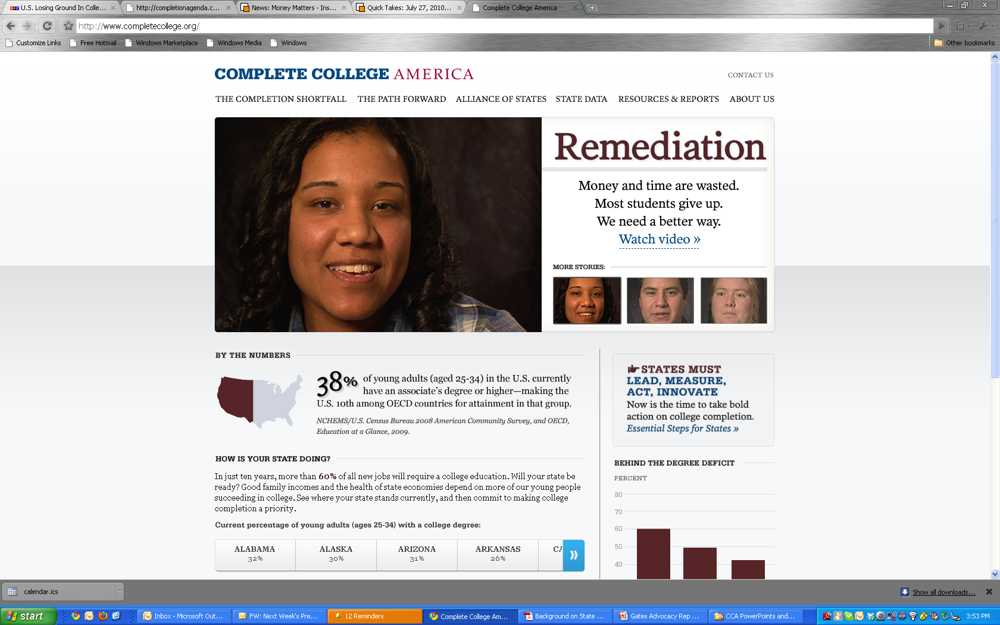 U.S. Losing Ground In Colle...
http://completionagenda.c...
News: Money Matters - Ins...
Quick Takes: July 27, 2010...
Complete College America
http://www.completecollege.org/
Customize Links
Free Hotmail
Windows Marketplace
Windows Media
Windows
Other bookmarks
COMPLETE COLLEGE AMERICA
CONTACT US
THE COMPLETION SHORTFALL
THE PATH FORWARD
ALLIANCE OF STATES
STATE DATA
RESOURCES & REPORTS
ABOUT US
Remediation
Money and time are wasted.
Most students give up.
We need a better way.
Watch video »
MORE STORIES:
BY THE NUMBERS
38% of young adults (aged 25-34) in the U.S. currently
have an associate's degree or higher—making the
U.S. 10th among OECD countries for attainment in that group.
NCHEMS/U.S. Census Bureau 2008 American Community Survey, and OECD,
Education at a Glance, 2009.
STATES MUST
LEAD, MEASURE,
ACT, INNOVATE
Now is the time to take bold
action on college completion.
Essential Steps for States »
HOW IS YOUR STATE DOING?
In just ten years, more than 60% of all new jobs will require a college education. Will your state be
ready? Good family incomes and the health of state economies depend on more of our young people
succeeding in college. See where your state stands currently, and then commit to making college
completion a priority.
Current percentage of young adults (ages 25-34) with a college degree:
ALABAMA
32%
ALASKA
30%
ARIZONA
31%
ARKANSAS
26%
CA
»
BEHIND THE DEGREE DEFICIT
PERCENT
80
70
60
50
40
calendar.ics
Show all downloads...
start
Inbox - Microsoft Out...
FW: Next Week's Pre...
12 Reminders
Complete College Am...
Background on State ...
Gates Advocacy Rep ...
CCA PowerPoints and...
3:53 PM